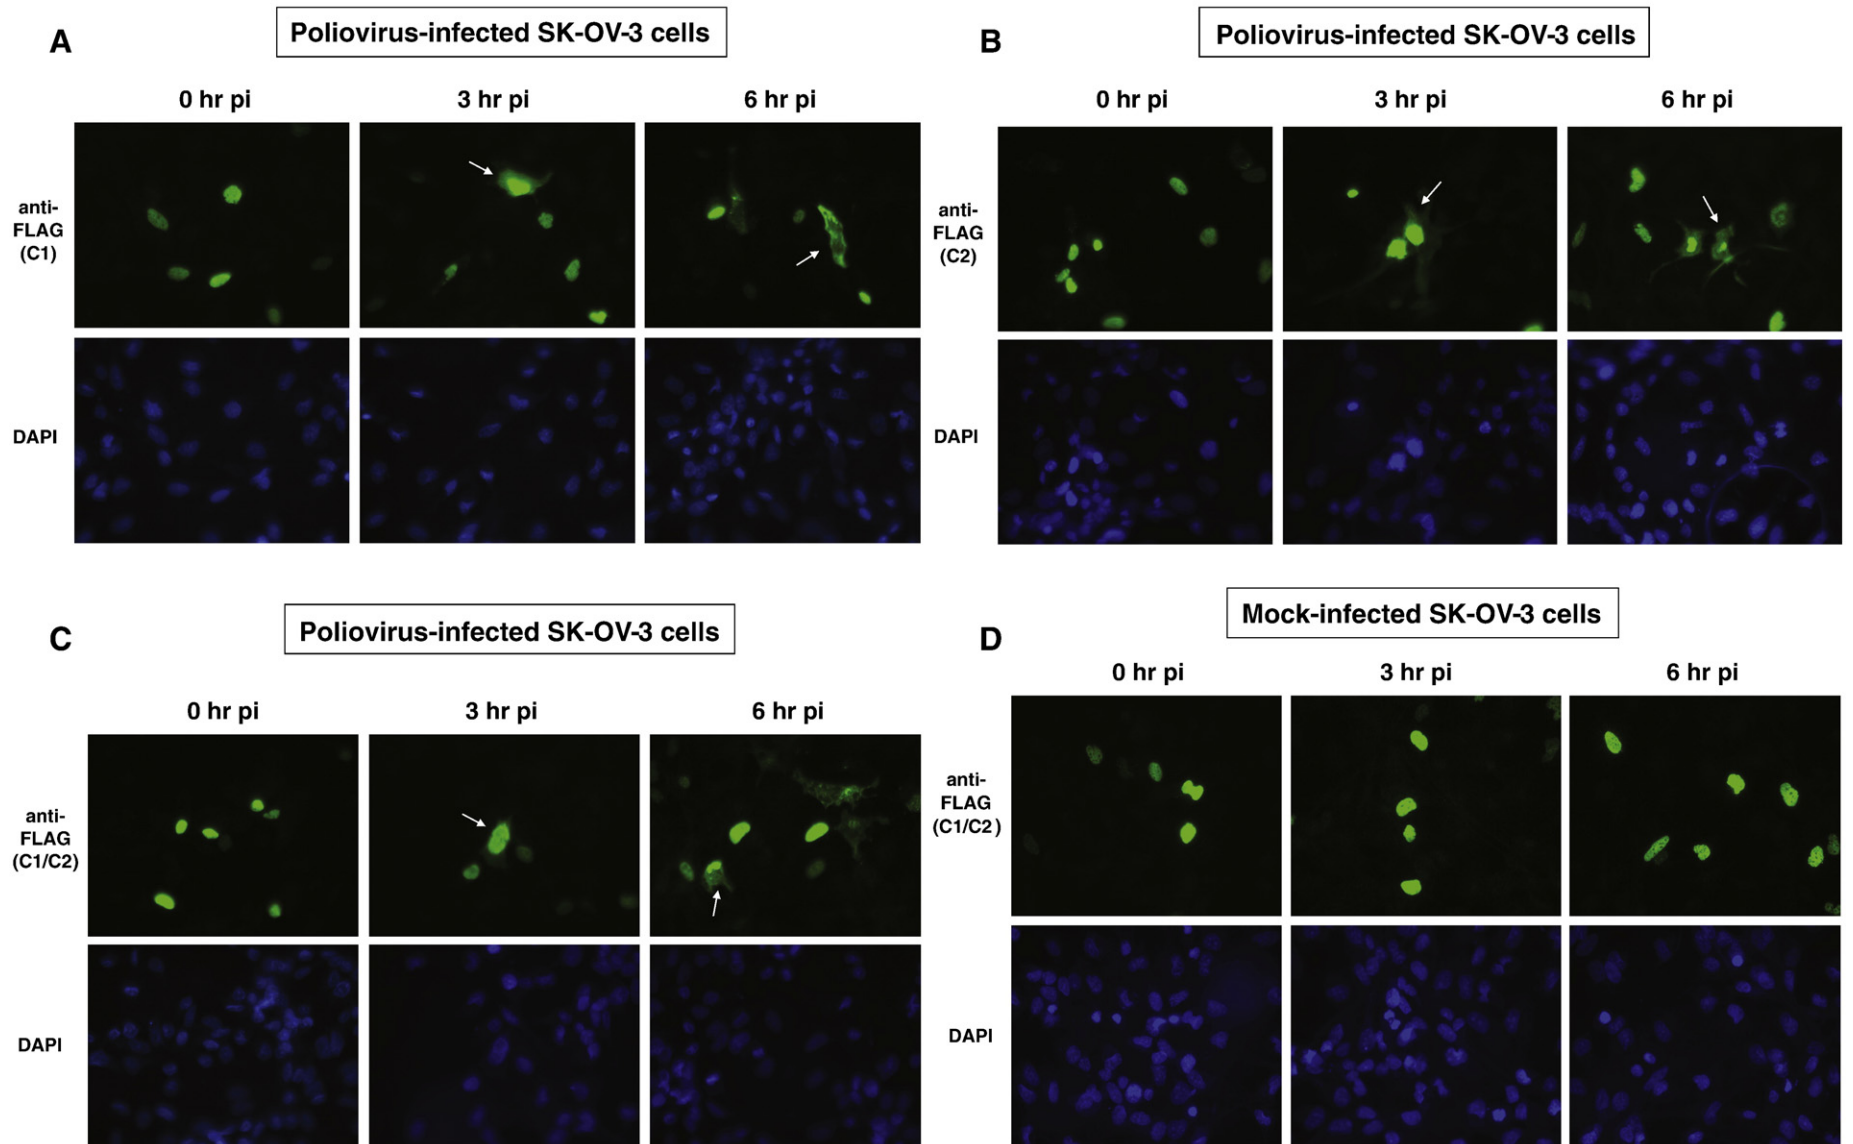 A
Poliovirus-infected SK-OV-3 cells
0 hr pi
3 hr pi
6 hr pi
anti-
FLAG
(C1)
DAPI
B
Poliovirus-infected SK-OV-3 cells
0 hr pi
3 hr pi
6 hr pi
anti-
FLAG
(C2)
DAPI
C
Poliovirus-infected SK-OV-3 cells
0 hr pi
3 hr pi
6 hr pi
anti-
FLAG
(C1/C2)
DAPI
D
Mock-infected SK-OV-3 cells
0 hr pi
3 hr pi
6 hr pi
anti-
FLAG
(C1/C2)
DAPI